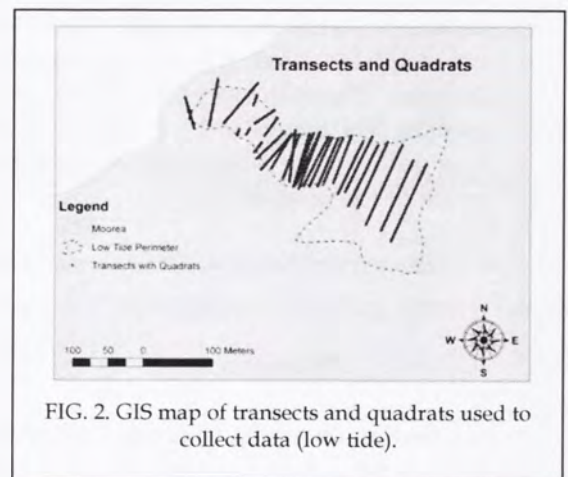 Transects and Quadrats
Legend
Moorea
Low Tide Perimeter
Transects with Quadrats
N
W E
S
100 50 0 100 Meters
FIG. 2. GIS map of transects and quadrats used to
collect data (low tide).